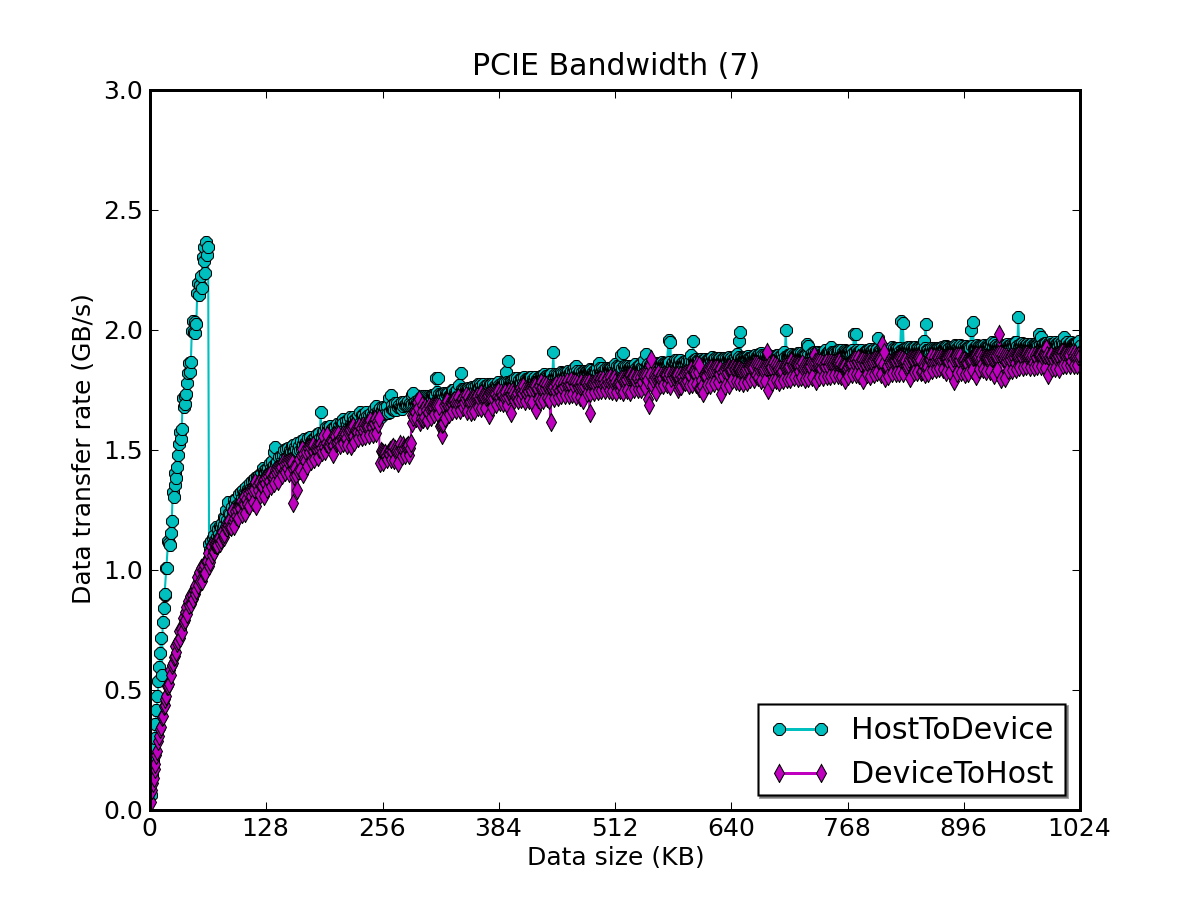 PCIE Bandwidth (7)
3.0
2.5
2.0
1.5
1.0
0.5
0.0
Data transfer rate (GB/s)
HostToDevice
DeviceToHost
0 128 256 384 512 640 768 896 1024
Data size (KB)